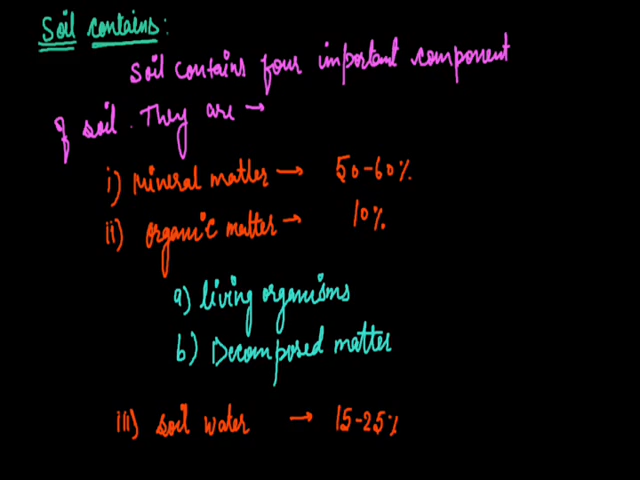 Soil contains:
Soil contains four important component
of soil. They are →
i) Mineral matter → 50-60%
ii) organic matter → 10%
a) Living organisms
b) Decomposed matter
iii) soil water → 15-25%